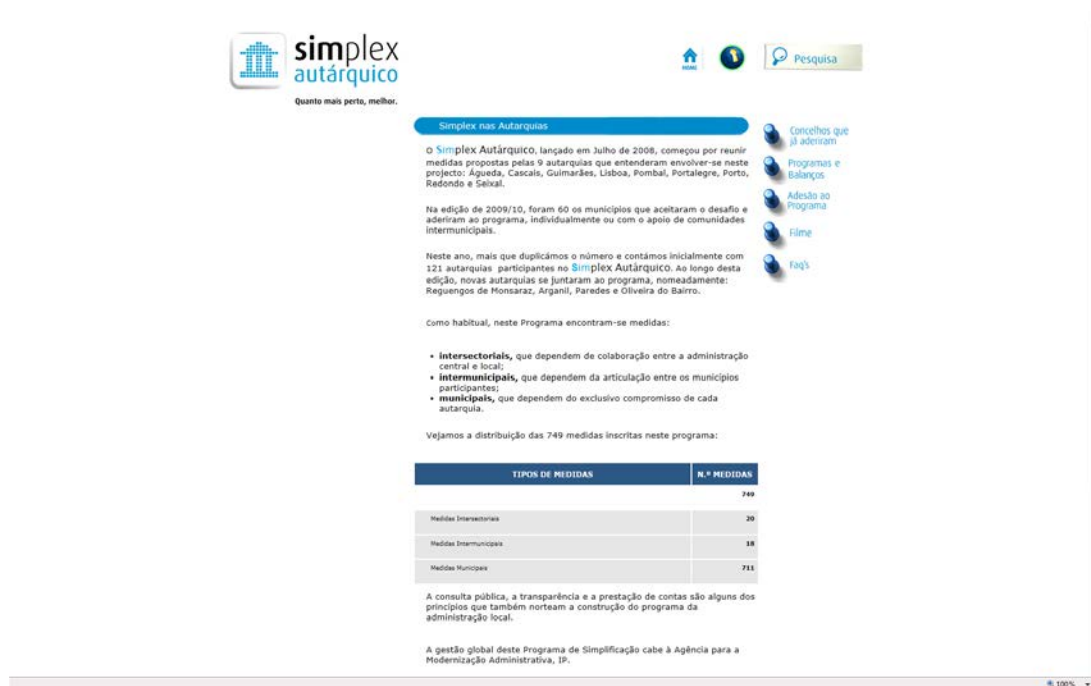 simplex
autárquico
Quanto mais perto, melhor.
HOME
Pesquisa
Simplex nas Autarquias
O Simplex Autárquico, lançado em Julho de 2008, começou por reunir
medidas propostas pelas 9 autarquias que entenderam envolver-se neste
projecto: Águeda, Cascais, Guimarães, Lisboa, Pombal, Portalegre, Porto,
Redondo e Seixal.
Na edição de 2009/10, foram 60 os municípios que aceitaram o desafio e
aderiram ao programa, individualmente ou com o apoio de comunidades
intermunicipais.
Neste ano, mais que duplicámos o número e contámos inicialmente com
121 autarquias participantes no Simplex Autárquico. Ao longo desta
edição, novas autarquias se juntaram ao programa, nomeadamente:
Reguengos de Monsaraz, Arganil, Paredes e Oliveira do Bairro.
Como habitual, neste Programa encontram-se medidas:
• intersectoriais, que dependem de colaboração entre a administração
central e local;
• intermunicipais, que dependem da articulação entre os municípios
participantes;
• municipais, que dependem do exclusivo compromisso de cada
autarquia.
Vejamos a distribuição das 749 medidas inscritas neste programa:
TIPOS DE MEDIDAS N.º MEDIDAS
749
Medidas Intersectoriais 20
Medidas Intermunicipais 18
Medidas Municipais 711
A consulta pública, a transparência e a prestação de contas são alguns dos
princípios que também norteam a construção do programa da
administração local.
A gestão global deste Programa de Simplificação cabe à Agência para a
Modernização Administrativa, IP.
Concelhos que
já aderiram
Programas e
Balanços
Adesão ao
Programa
Filme
Faq's
100%